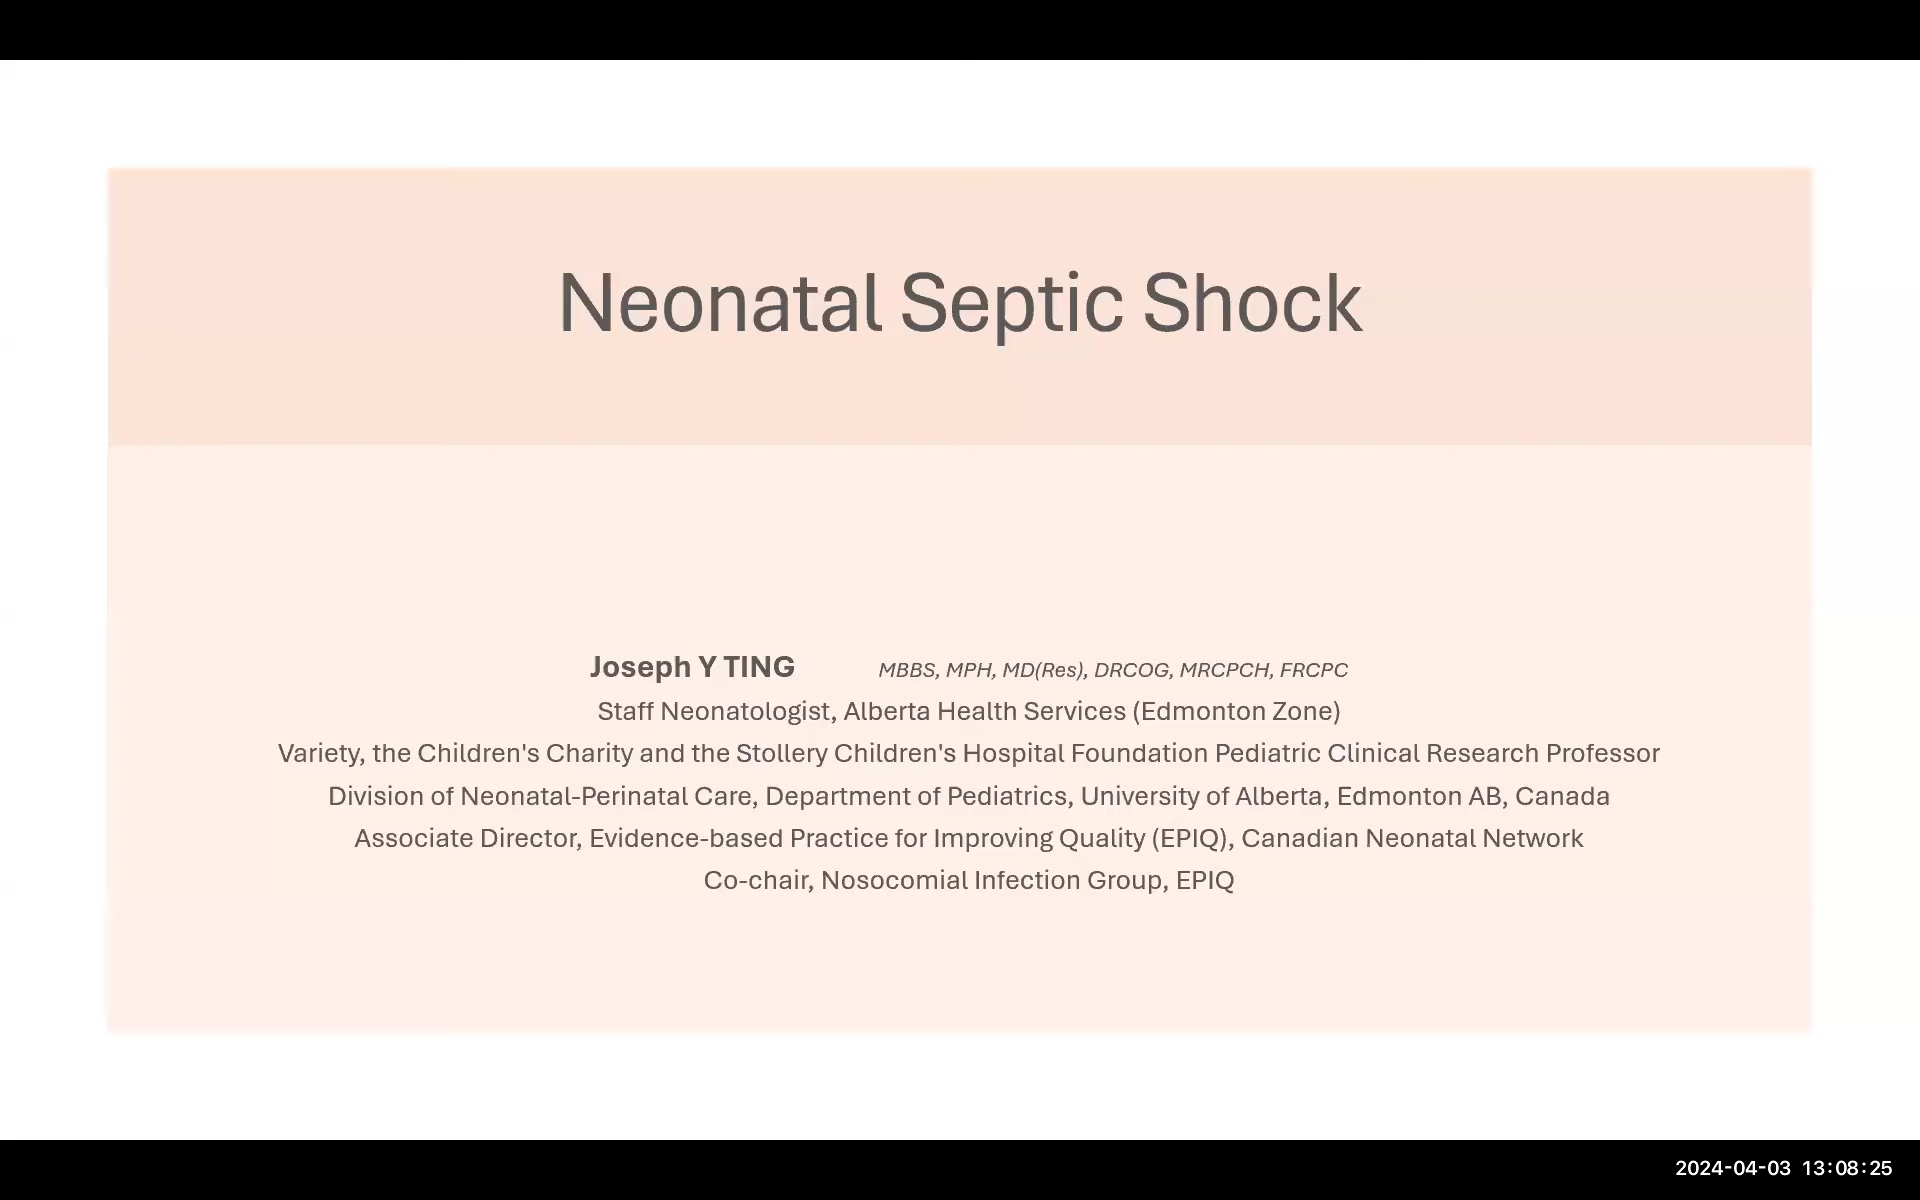 Neonatal Septic Shock
Joseph Y TING MBBS, MPH, MD(Res), DRCOG, MRCPCH, FRCPC
Staff Neonatologist, Alberta Health Services (Edmonton Zone)
Variety, the Children's Charity and the Stollery Children's Hospital Foundation Pediatric Clinical Research Professor
Division of Neonatal-Perinatal Care, Department of Pediatrics, University of Alberta, Edmonton AB, Canada
Associate Director, Evidence-based Practice for Improving Quality (EPIQ), Canadian Neonatal Network
Co-chair, Nosocomial Infection Group, EPIQ
2024-04-03 13:08:25